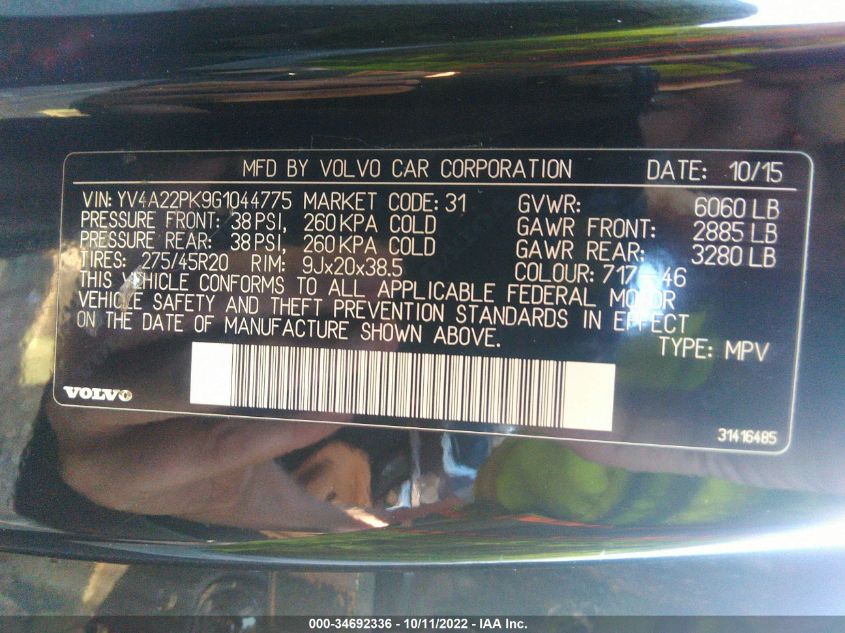 MFD BY VOLVO CAR CORPORATION DATE: 10/15
VIN: YV4A22PK9G1044775 MARKET CODE: 31 GVWR: 6060 LB
PRESSURE FRONT: 38 PSI, 260 KPA COLD GAWR FRONT: 2885 LB
PRESSURE REAR: 38 PSI, 260 KPA COLD GAWR REAR: 3280 LB
TIRES: 275/45R20 RIM: 9Jx20x38.5 COLOUR:
THIS VEHICLE CONFORMS TO ALL APPLICABLE FEDERAL MOTOR
VEHICLE SAFETY AND THEFT PREVENTION STANDARDS IN EFFECT
ON THE DATE OF MANUFACTURE SHOWN ABOVE.
TYPE: MPV
VOLVO
31416485
000-34692336 - 10/11/2022 - IAA Inc.